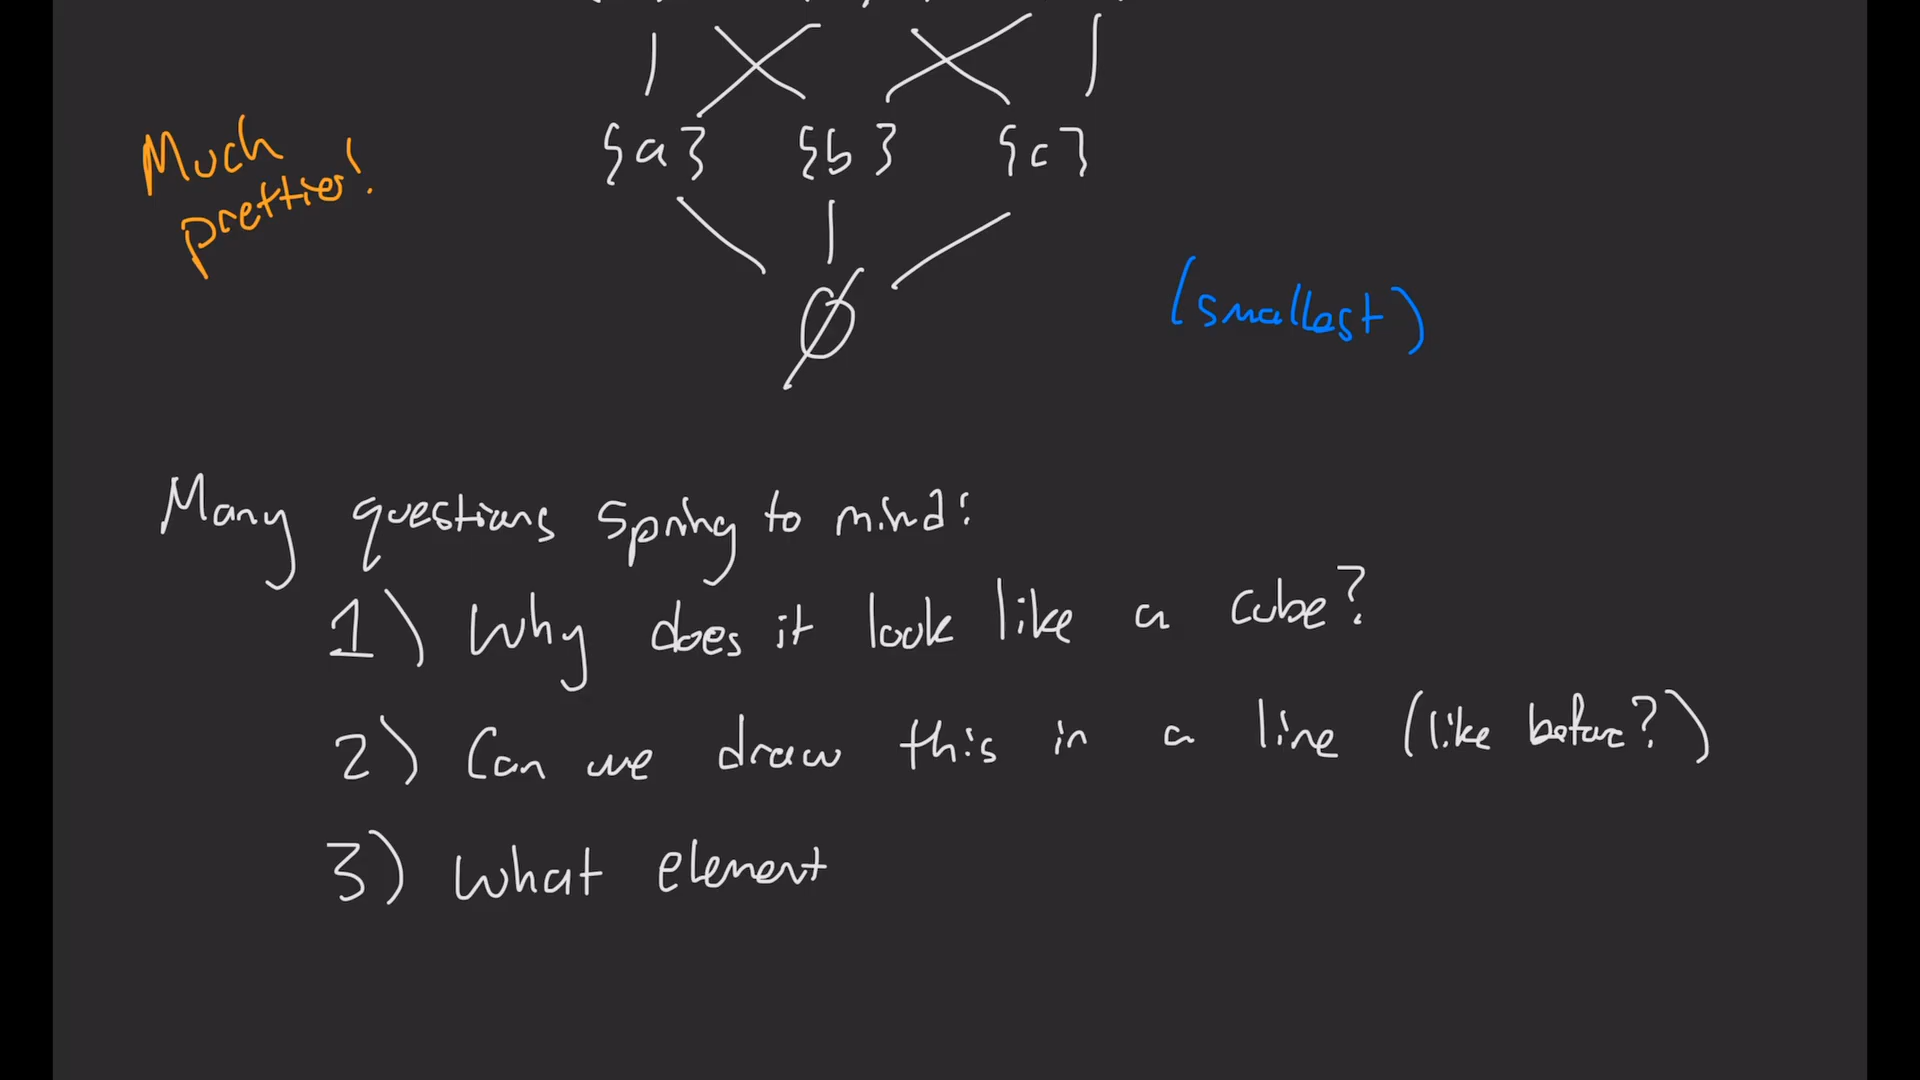 Much
prettier!
{a} {b} {c}
∅
(smallest)
Many questions spring to mind:
1) Why does it look like a cube?
2) Can we draw this in a line (like before?)
3) What element